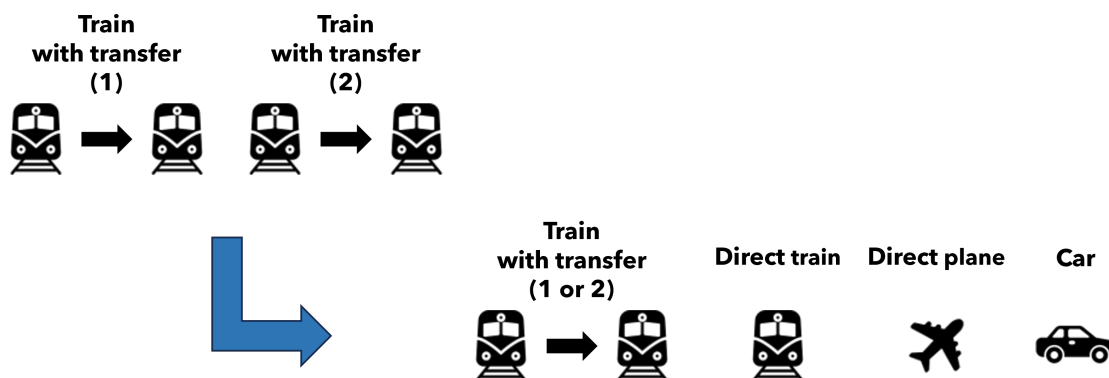 Train
with transfer
(1)
Train
with transfer
(2)
Train
with transfer
(1 or 2)
Direct train
Direct plane
Car